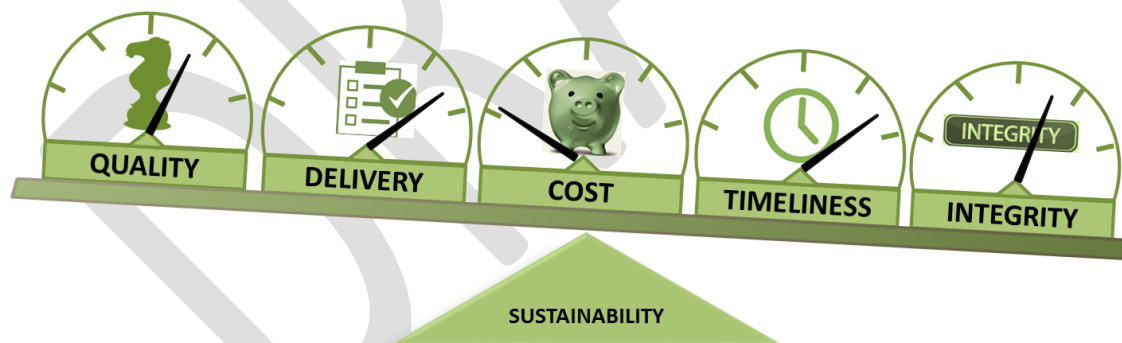 QUALITY
DELIVERY
COST
TIMELINESS
INTEGRITY
INTEGRITY
SUSTAINABILITY